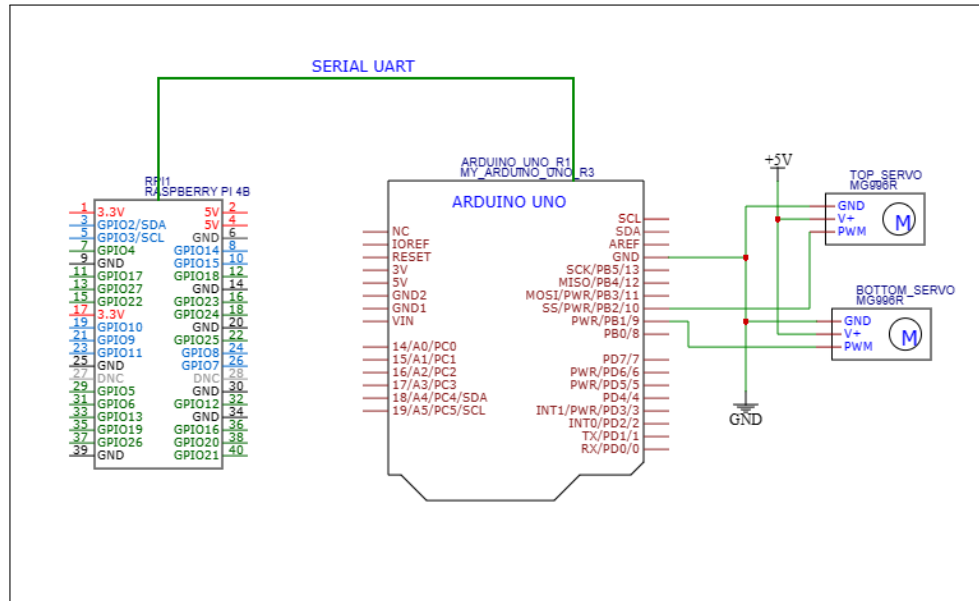 SERIAL UART
RPI1
RASPBERRY PI 4B
1 3.3V 5V 2
3 GPIO2/SDA 5V 4
5 GPIO3/SCL GND 6
7 GPIO4 GPIO14 8
9 GND GPIO15 10
11 GPIO17 GPIO18 12
13 GPIO27 GND 14
15 GPIO22 GPIO23 16
17 3.3V GPIO24 18
19 GPIO10 GND 20
21 GPIO9 GPIO25 22
23 GPIO11 GPIO8 24
25 GND GPIO7 26
27 DNC DNC 28
29 GPIO5 GND 30
31 GPIO6 GPIO12 32
33 GPIO13 GND 34
35 GPIO19 GPIO16 36
37 GPIO26 GPIO20 38
39 GND GPIO21 40
ARDUINO_UNO_R1
MY_ARDUINO_UNO_R3
ARDUINO UNO
NC
IOREF
RESET
3V
5V
GND2
GND1
VIN
14/A0/PC0
15/A1/PC1
16/A2/PC2
17/A3/PC3
18/A4/PC4/SDA
19/A5/PC5/SCL
SCL
SDA
AREF
GND
SCK/PB5/13
MISO/PB4/12
MOSI/PWR/PB3/11
SS/PWR/PB2/10
PWR/PB1/9
PB0/8
PD7/7
PWR/PD6/6
PWR/PD5/5
PD4/4
INT1/PWR/PD3/3
INT0/PD2/2
TX/PD1/1
RX/PD0/0
+5V
GND
TOP_SERVO
MG996R
GND
V+
PWM
M
BOTTOM_SERVO
MG996R
GND
V+
PWM
M